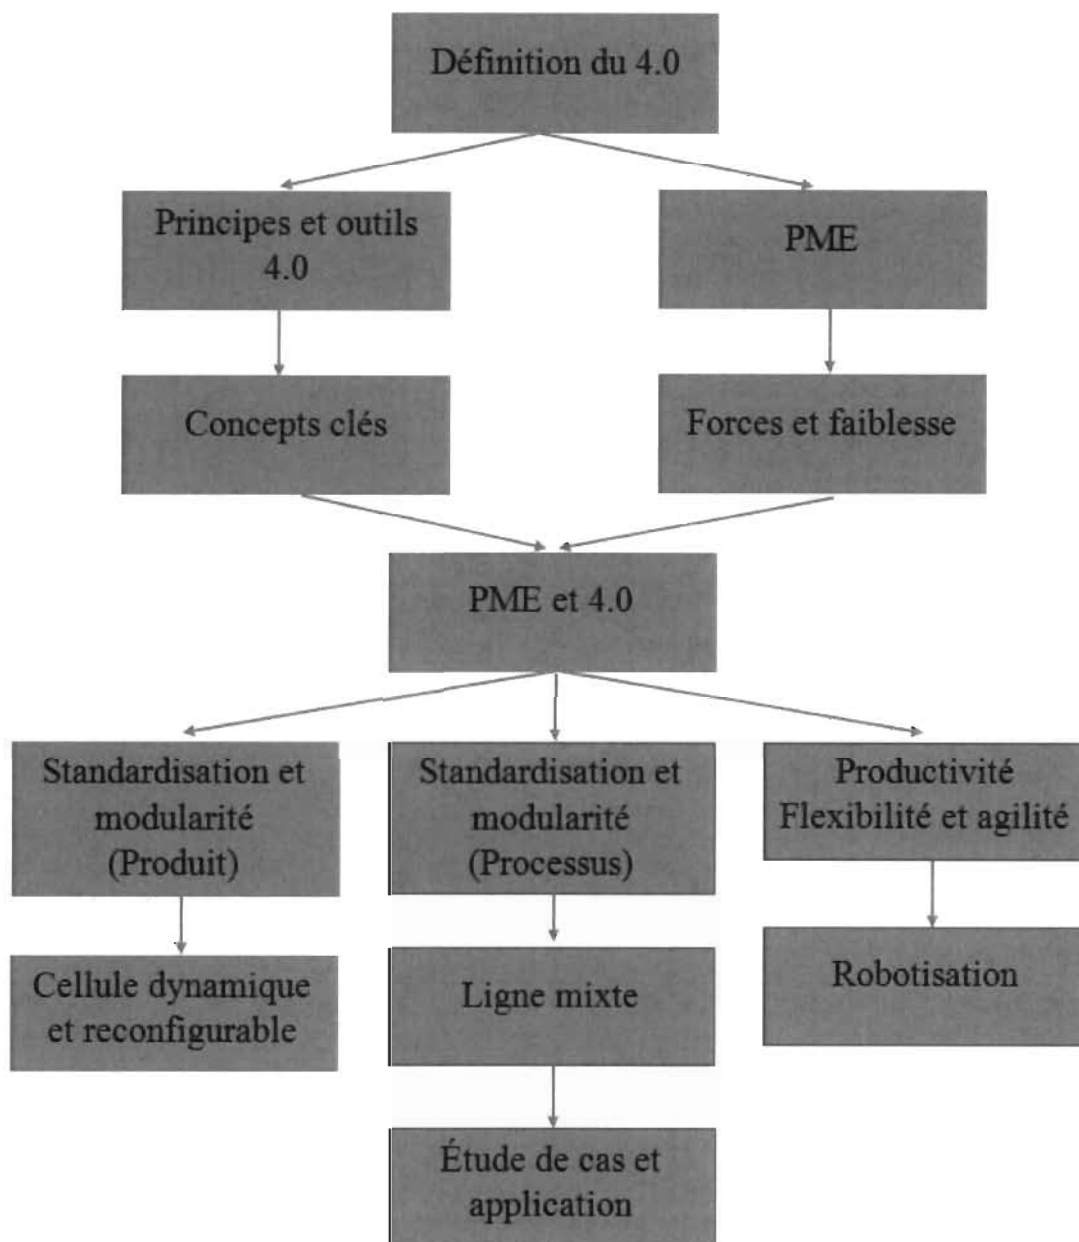 Définition du 4.0
Principes et outils
4.0
PME
Concepts clés
Forces et faiblesse
PME et 4.0
Standardisation et
modularité
(Produit)
Standardisation et
modularité
(Processus)
Productivité
Flexibilité et agilité
Cellule dynamique
et reconfigurable
Ligne mixte
Robotisation
Étude de cas et
application